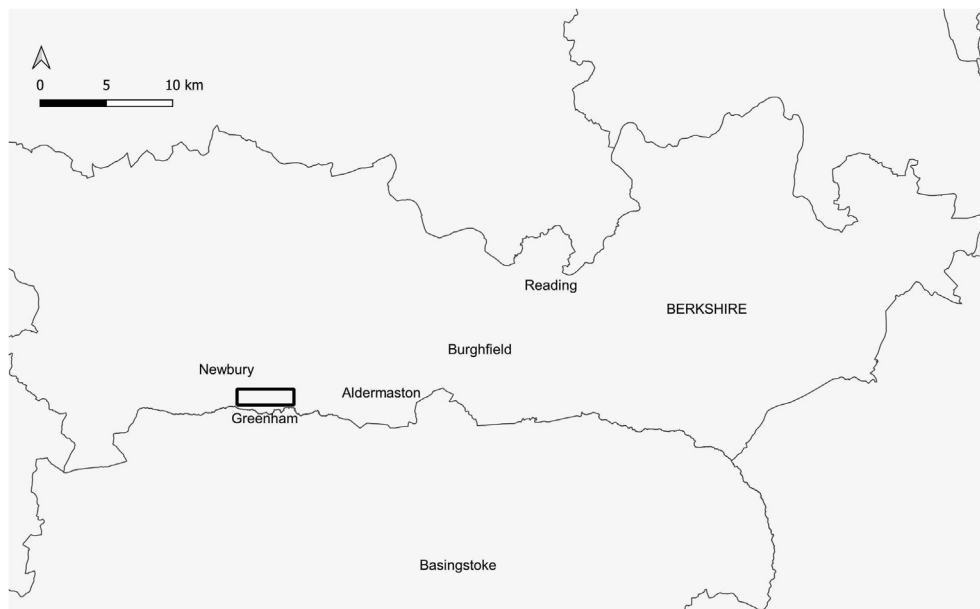 0 5 10 km
Reading
BERKSHIRE
Burghfield
Newbury
Aldermaston
Greenham
Basingstoke